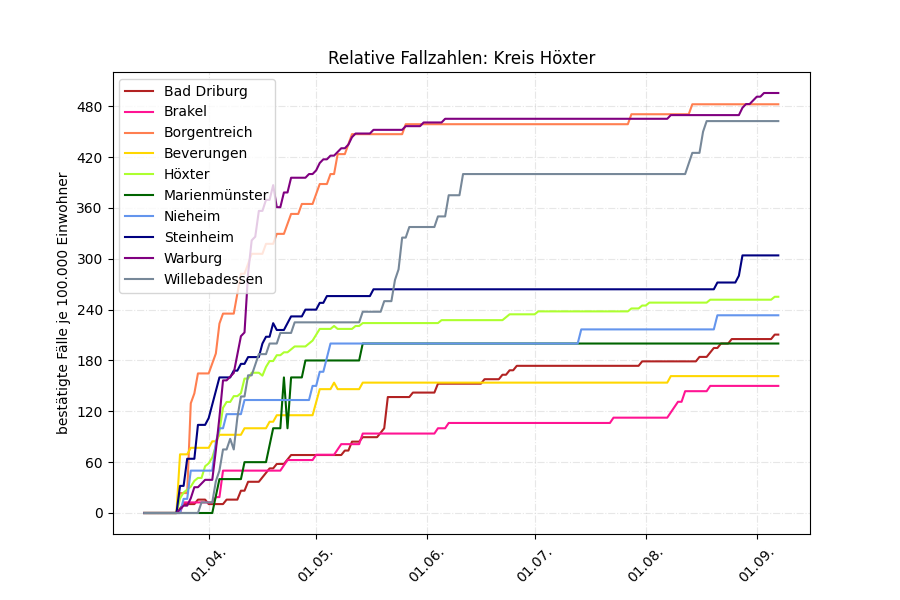 Relative Fallzahlen: Kreis Höxter
bestätigte Fälle je 100.000 Einwohner
480
420
360
300
240
180
120
60
0
Bad Driburg
Brakel
Borgentreich
Beverungen
Höxter
Marienmünster
Nieheim
Steinheim
Warburg
Willebadessen
01.04.
01.05.
01.06.
01.07.
01.08.
01.09.